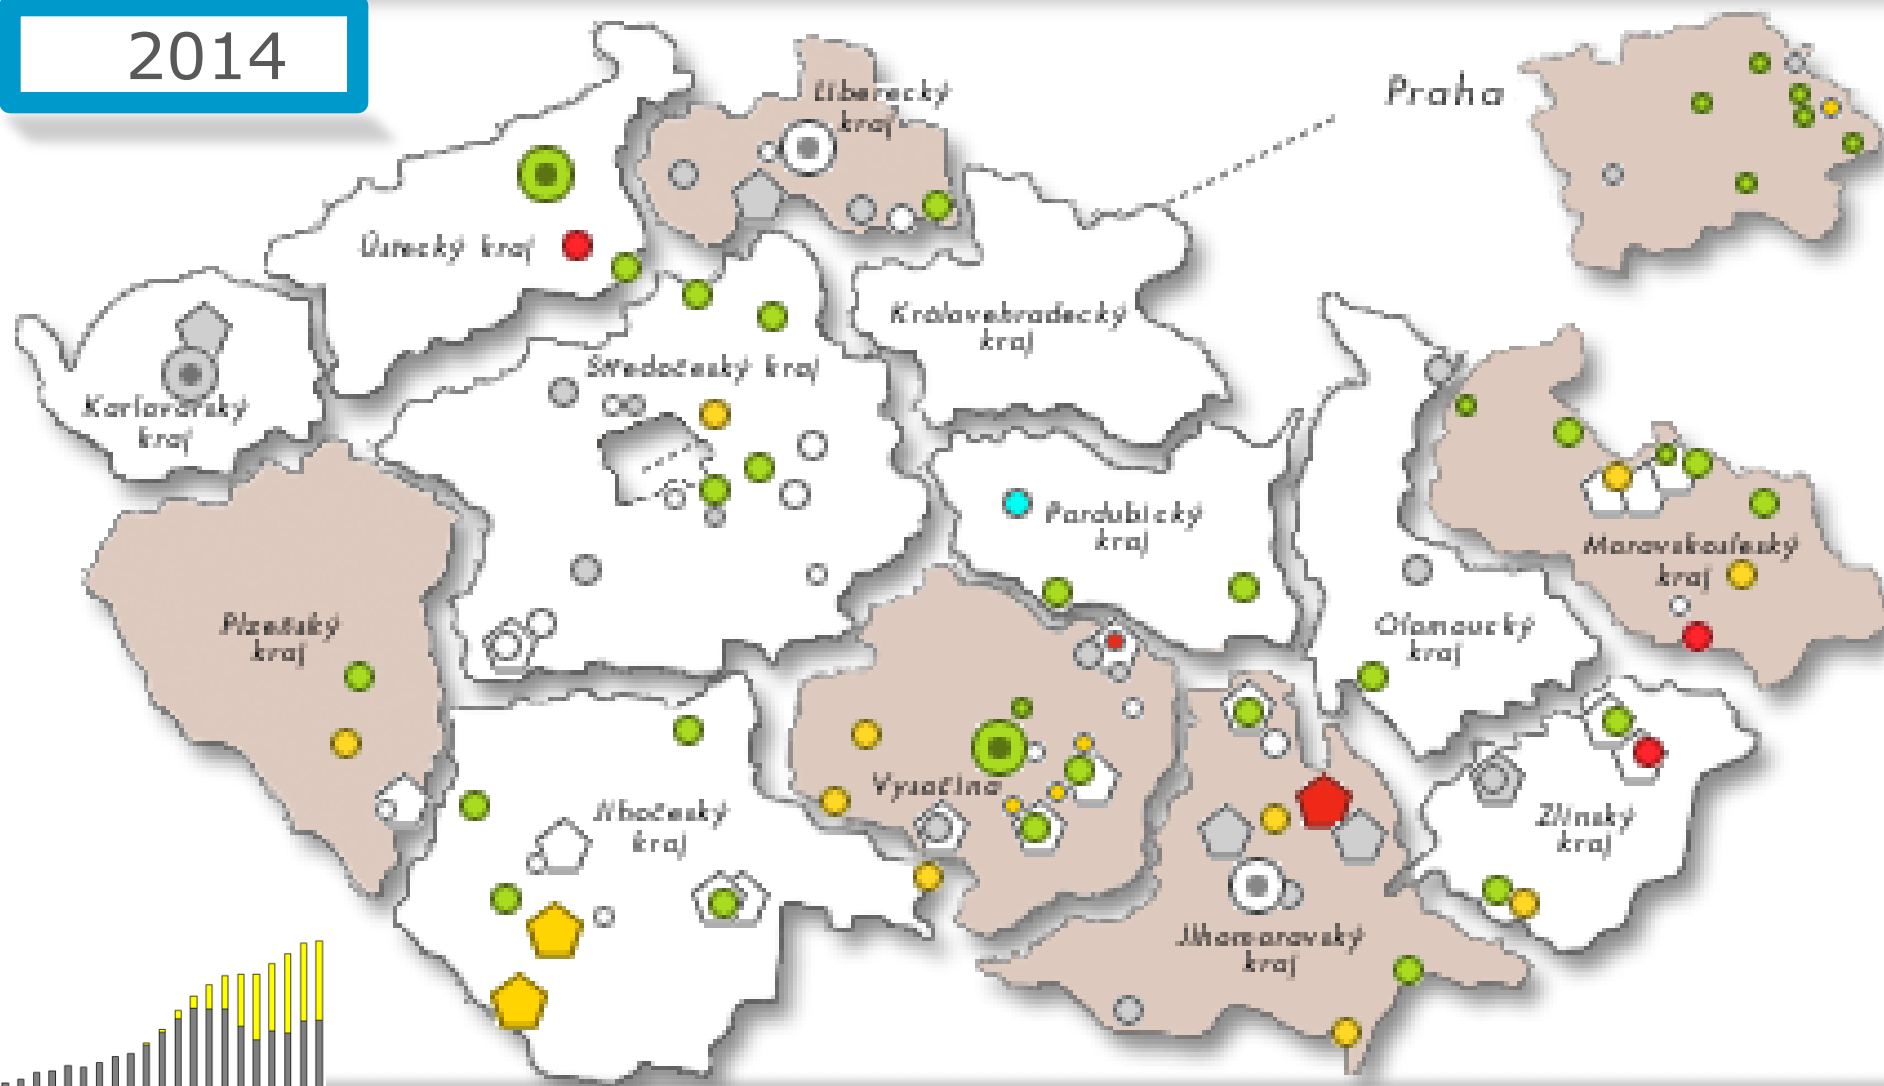 2014
Liberecký
kraj
Praha
Ústecký kraj
Královehradecký
kraj
Středočeský kraj
Karlovarský
kraj
Pardubický
kraj
Moravskoslezský
kraj
Plzeňský
kraj
Olomoucký
kraj
Vysočina
Jihočeský
kraj
Zlínský
kraj
Jihomoravský
kraj